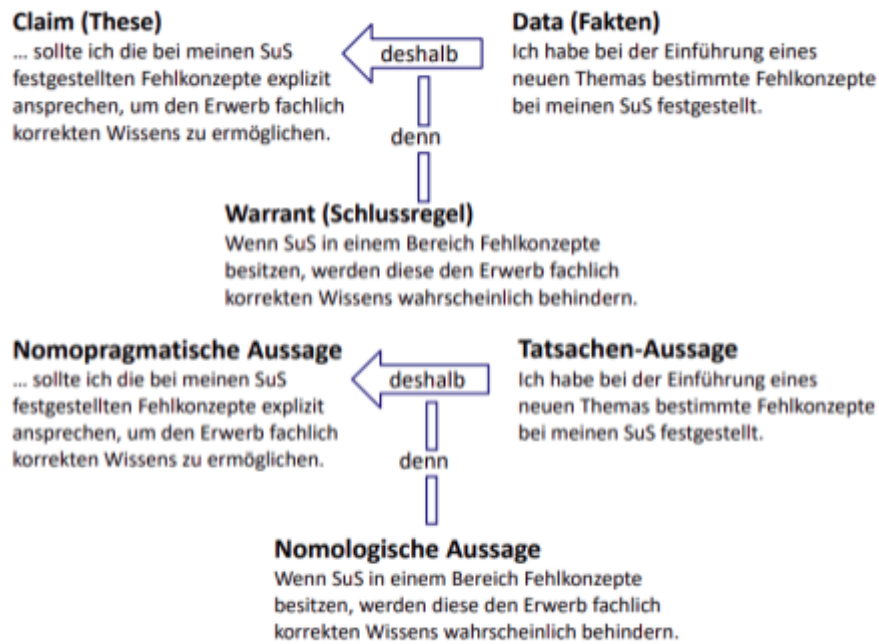 Claim (These)
... sollte ich die bei meinen SuS
festgestellten Fehlkonzepte explizit
ansprechen, um den Erwerb fachlich
korrekten Wissens zu ermöglichen.
deshalb
Data (Fakten)
Ich habe bei der Einführung eines
neuen Themas bestimmte Fehlkonzepte
bei meinen SuS festgestellt.
denn
Warrant (Schlussregel)
Wenn SuS in einem Bereich Fehlkonzepte
besitzen, werden diese den Erwerb fachlich
korrekten Wissens wahrscheinlich behindern.
Nomopragmatische Aussage
... sollte ich die bei meinen SuS
festgestellten Fehlkonzepte explizit
ansprechen, um den Erwerb fachlich
korrekten Wissens zu ermöglichen.
deshalb
Tatsachen-Aussage
Ich habe bei der Einführung eines
neuen Themas bestimmte Fehlkonzepte
bei meinen SuS festgestellt.
denn
Nomologische Aussage
Wenn SuS in einem Bereich Fehlkonzepte
besitzen, werden diese den Erwerb fachlich
korrekten Wissens wahrscheinlich behindern.